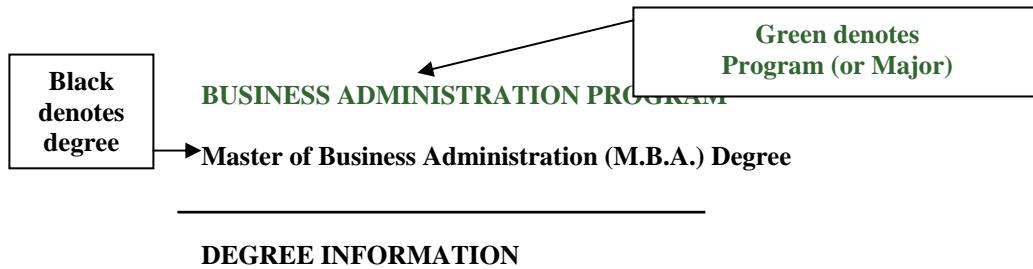 Green denotes
Program (or Major)
Black
denotes
degree
BUSINESS ADMINISTRATION PROGRAM
Master of Business Administration (M.B.A.) Degree
DEGREE INFORMATION